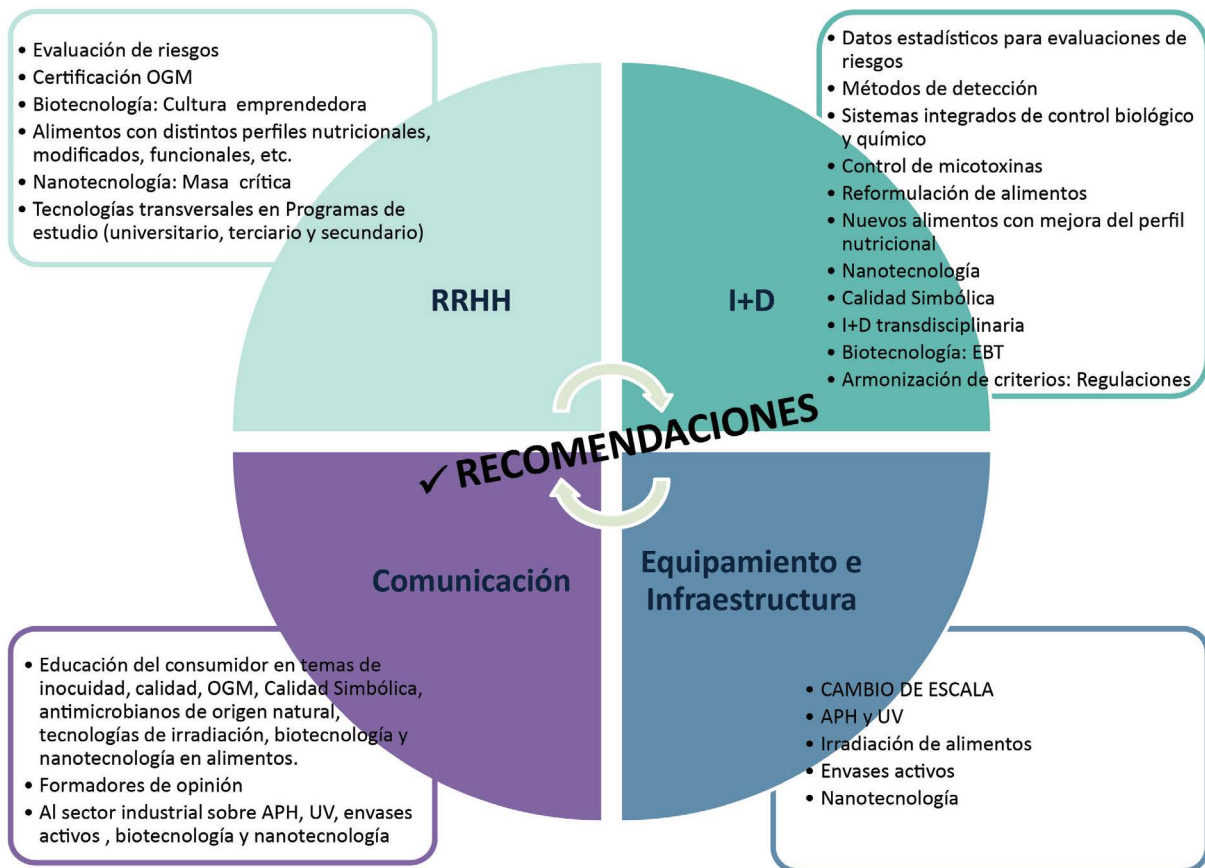 • Evaluación de riesgos
• Certificación OGM
• Biotecnología: Cultura emprendedora
• Alimentos con distintos perfiles nutricionales,
modificados, funcionales, etc.
• Nanotecnología: Masa crítica
• Tecnologías transversales en Programas de
estudio (universitario, terciario y secundario)
RRHH
• Datos estadísticos para evaluaciones de
riesgos
• Métodos de detección
• Sistemas integrados de control biológico
y químico
• Control de micotoxinas
• Reformulación de alimentos
• Nuevos alimentos con mejora del perfil
nutricional
• Nanotecnología
• Calidad Simbólica
• I+D transdisciplinaria
• Biotecnología: EBT
• Armonización de criterios: Regulaciones
I+D
✓ RECOMENDACIONES
Comunicación
• Educación del consumidor en temas de
inocuidad, calidad, OGM, Calidad Simbólica,
antimicrobianos de origen natural,
tecnologías de irradiación, biotecnología y
nanotecnología en alimentos.
• Formadores de opinión
• Al sector industrial sobre APH, UV, envases
activos , biotecnología y nanotecnología
Equipamiento e
Infraestructura
• CAMBIO DE ESCALA
• APH y UV
• Irradiación de alimentos
• Envases activos
• Nanotecnología